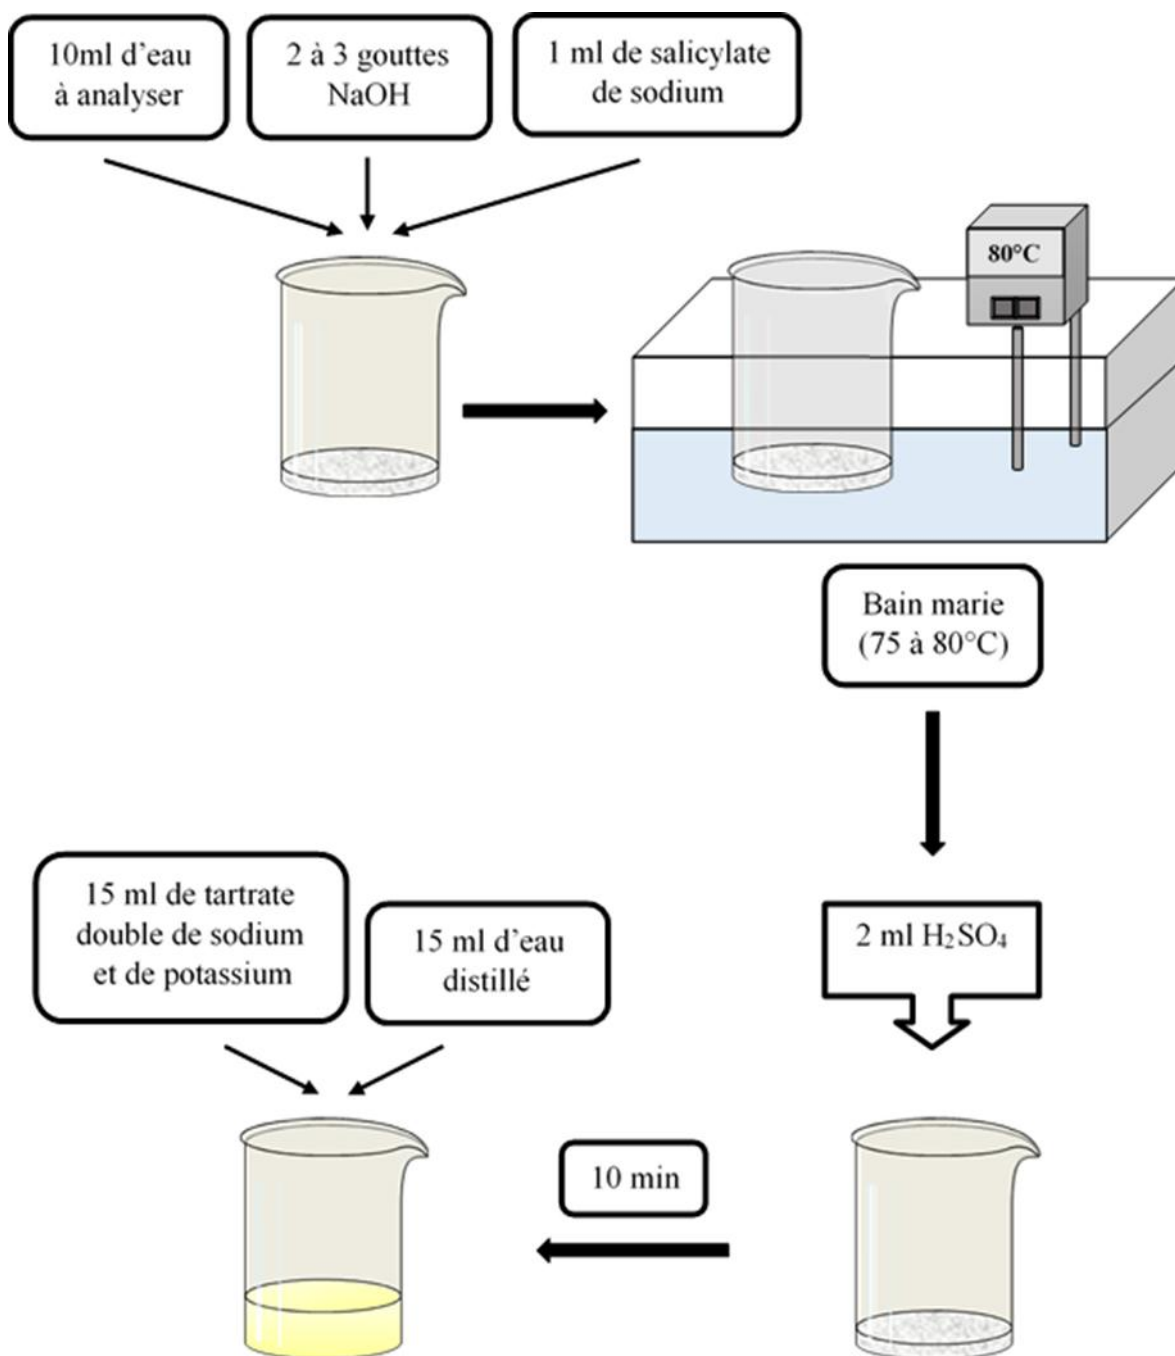 10ml d’eau
à analyser
2 à 3 gouttes
NaOH
1 ml de salicylate
de sodium
80°C
Bain marie
(75 à 80°C)
2 ml H₂SO₄
15 ml de tartrate
double de sodium
et de potassium
15 ml d’eau
distillé
10 min